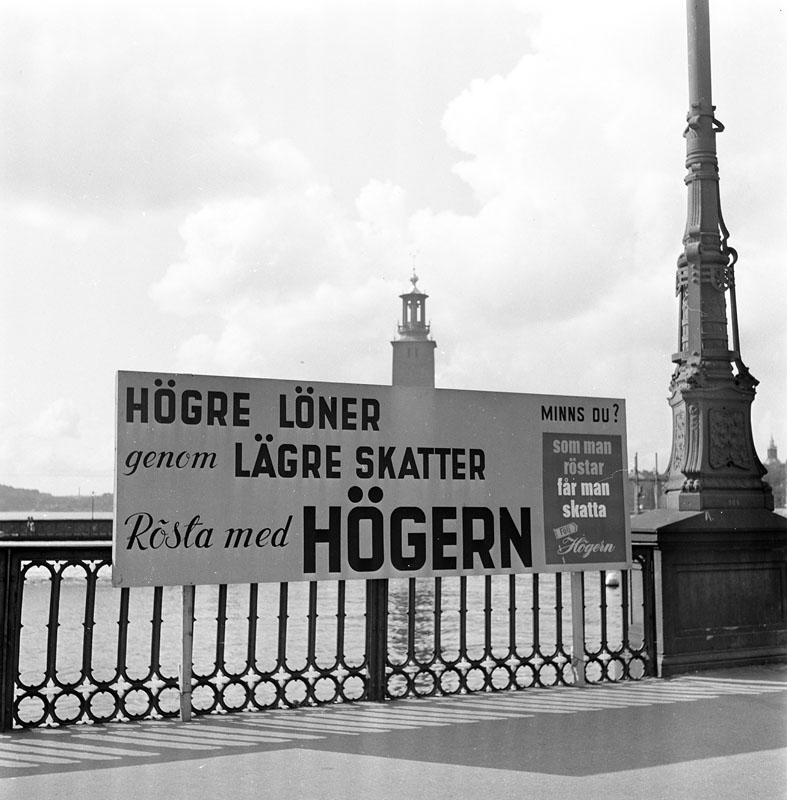 HÖGRE LÖNER
genom LÄGRE SKATTER
Rösta med HÖGERN
MINNS DU?
som man
röstar
får man
skatta
Högern